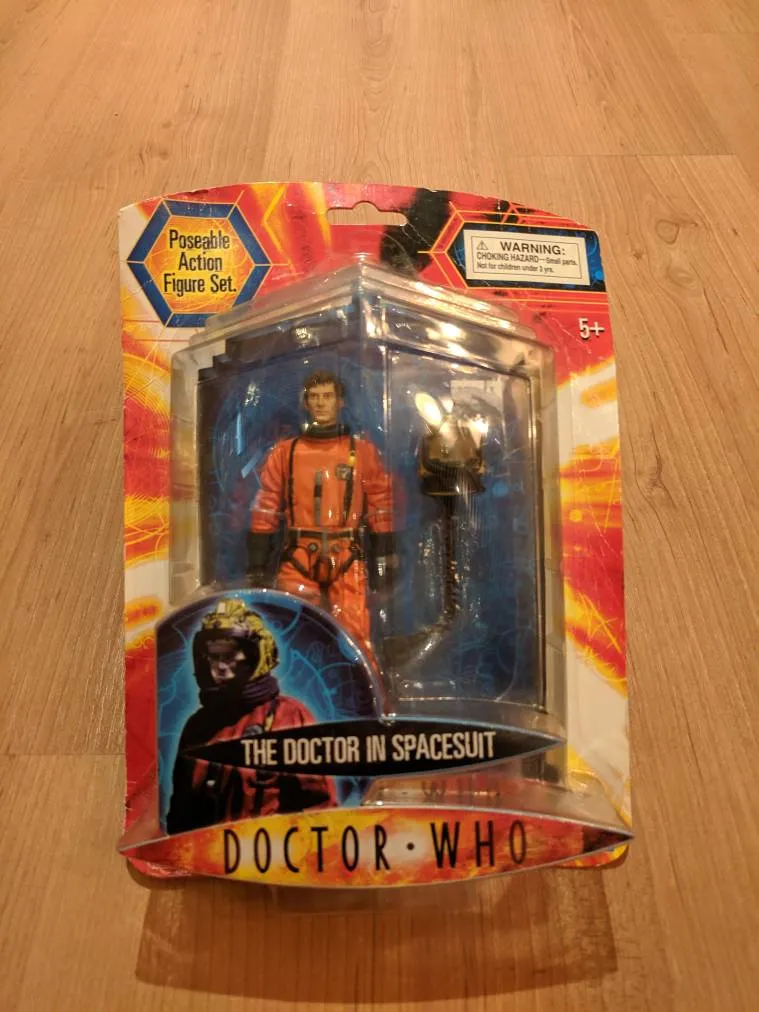 Poseable
Action
Figure Set.
WARNING:
CHOKING HAZARD—Small parts.
Not for children under 3 yrs.
5+
THE DOCTOR IN SPACESUIT
DOCTOR•WHO